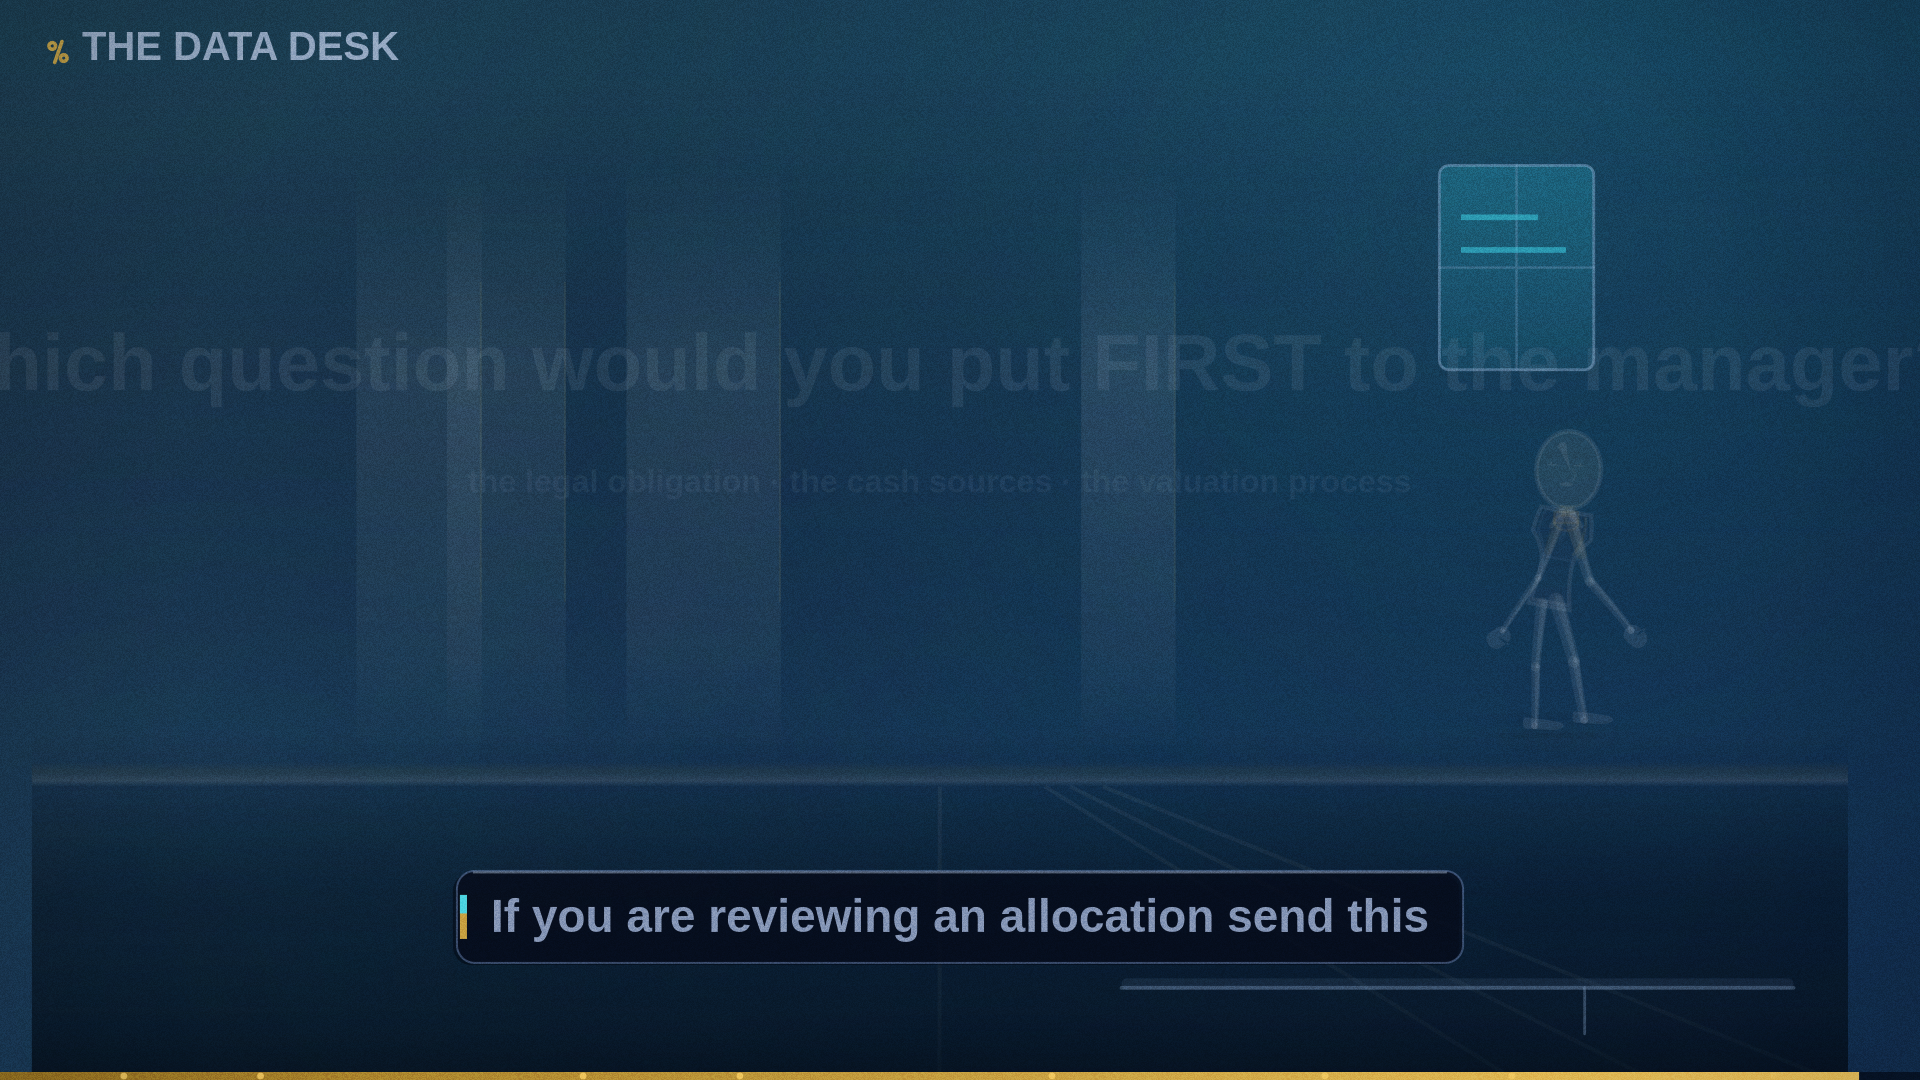 % THE DATA DESK
hich question would you put FIRST to the manager
the legal obligation · the cash sources · the valuation process
If you are reviewing an allocation send this